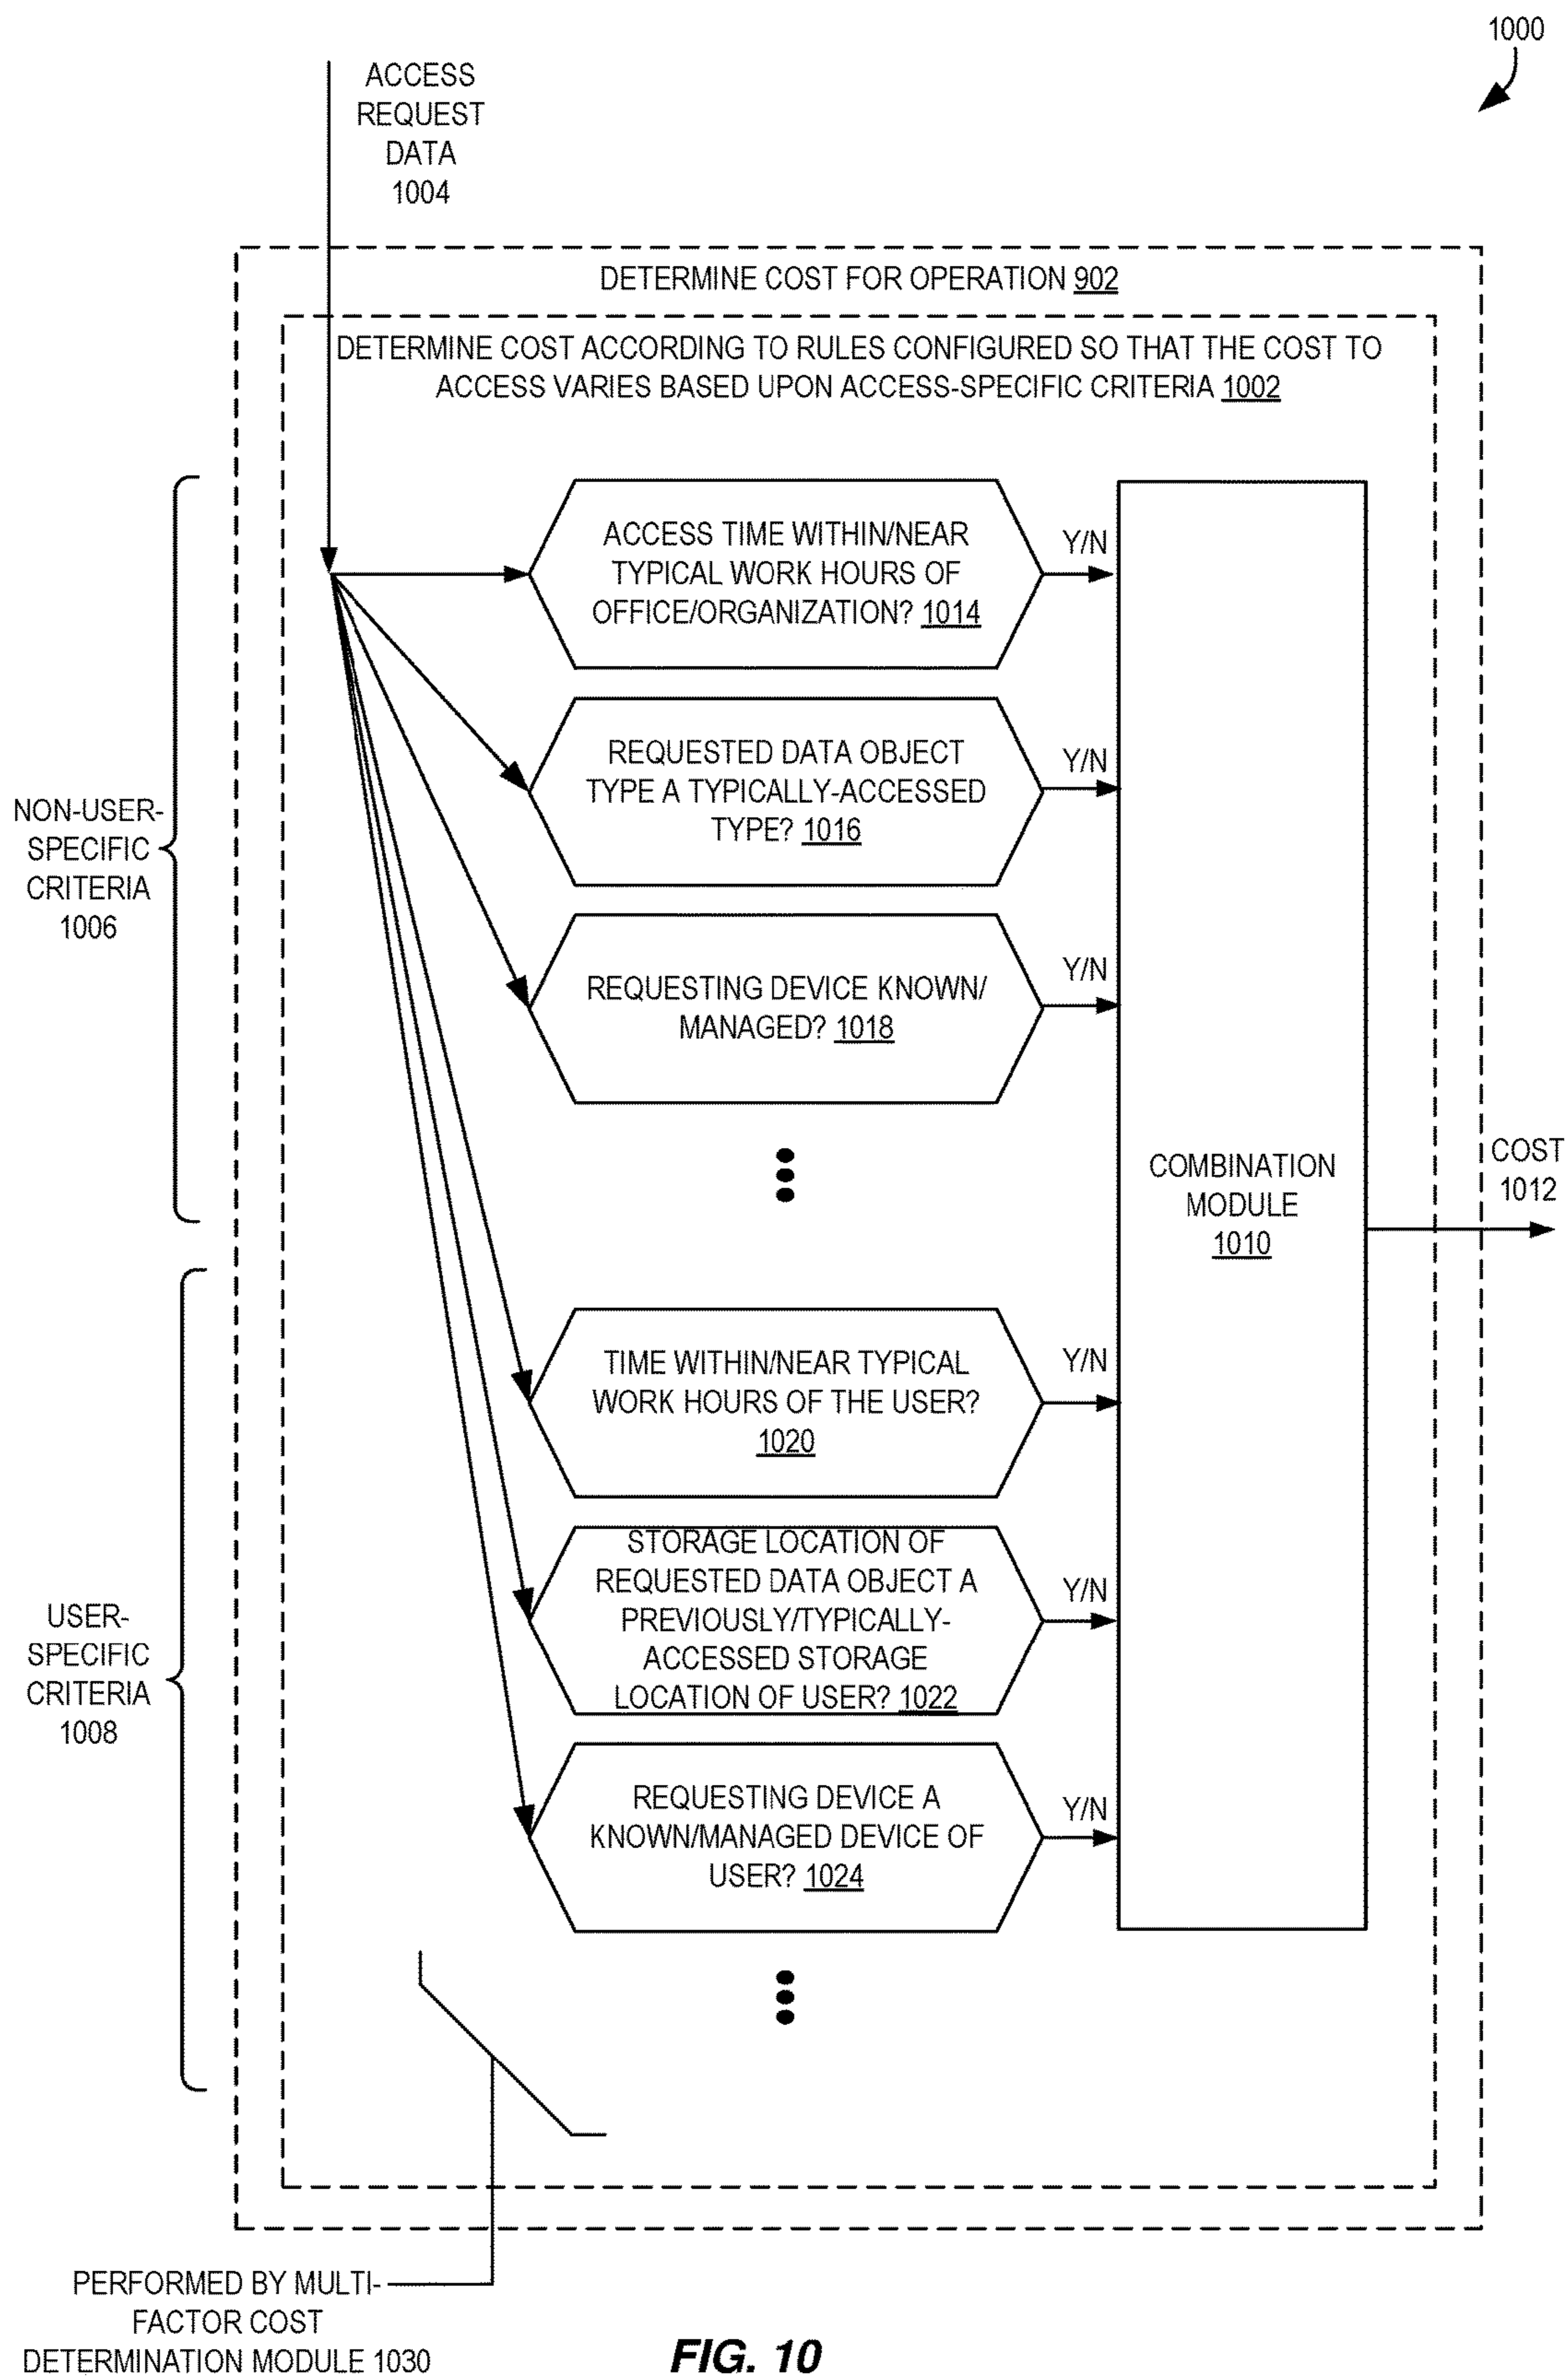 1000
ACCESS
REQUEST
DATA
1004
DETERMINE COST FOR OPERATION 902
DETERMINE COST ACCORDING TO RULES CONFIGURED SO THAT THE COST TO
ACCESS VARIES BASED UPON ACCESS-SPECIFIC CRITERIA 1002
NON-USER-
SPECIFIC
CRITERIA
1006
ACCESS TIME WITHIN/NEAR
TYPICAL WORK HOURS OF
OFFICE/ORGANIZATION? 1014
Y/N
REQUESTED DATA OBJECT
TYPE A TYPICALLY-ACCESSED
TYPE? 1016
Y/N
REQUESTING DEVICE KNOWN/
MANAGED? 1018
Y/N
COMBINATION
MODULE
1010
COST
1012
USER-
SPECIFIC
CRITERIA
1008
TIME WITHIN/NEAR TYPICAL
WORK HOURS OF THE USER?
1020
Y/N
STORAGE LOCATION OF
REQUESTED DATA OBJECT A
PREVIOUSLY/TYPICALLY-
ACCESSED STORAGE
LOCATION OF USER? 1022
Y/N
REQUESTING DEVICE A
KNOWN/MANAGED DEVICE OF
USER? 1024
Y/N
PERFORMED BY MULTI-
FACTOR COST
DETERMINATION MODULE 1030
FIG. 10